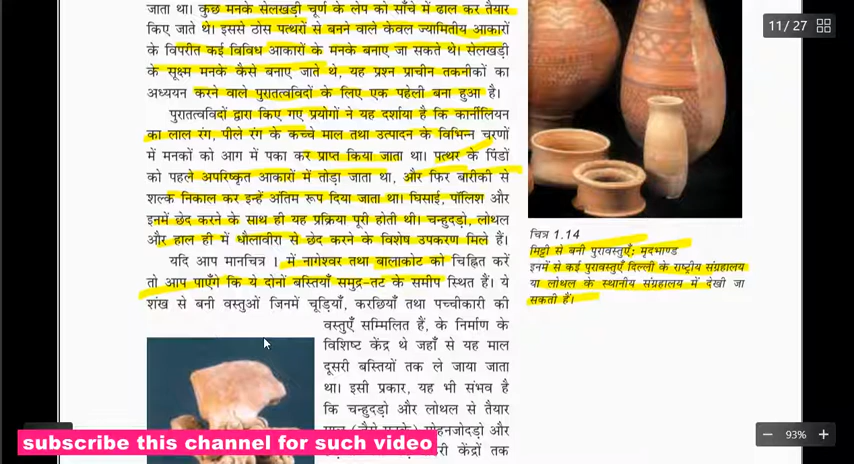 जाता था। कुछ मनके सेलखड़ी चूर्ण के लेप को साँचे में ढाल कर तैयार
किए जाते थे। इससे ठोस पत्थरों से बनने वाले केवल ज्यामितीय आकारों
के विपरीत कई विविध आकारों के मनके बनाए जा सकते थे। सेलखड़ी
के सूक्ष्म मनके कैसे बनाए जाते थे, यह प्रश्न प्राचीन तकनीकों का
अध्ययन करने वाले पुरातत्वविदों के लिए एक पहेली बना हुआ है।
पुरातत्वविदों द्वारा किए गए प्रयोगों ने यह दर्शाया है कि कार्नीलियन
का लाल रंग, पीले रंग के कच्चे माल तथा उत्पादन के विभिन्न चरणों
में मनकों को आग में पका कर प्राप्त किया जाता था। पत्थर के पिंडों
को पहले अपरिष्कृत आकारों में तोड़ा जाता था, और फिर बारीकी से
शल्क निकाल कर इन्हें अंतिम रूप दिया जाता था। घिसाई, पॉलिश और
इनमें छेद करने के साथ ही यह प्रक्रिया पूरी होती थी। चन्हुदड़ो, लोथल
और हाल ही में धौलावीरा से छेद करने के विशेष उपकरण मिले हैं।
यदि आप मानचित्र 1 में नागेश्वर तथा बालाकोट को चिह्नित करें
तो आप पाएँगे कि ये दोनों बस्तियाँ समुद्र-तट के समीप स्थित हैं। ये
शंख से बनी वस्तुओं जिनमें चूड़ियाँ, करछियाँ तथा पच्चीकारी की
वस्तुएँ सम्मिलित हैं, के निर्माण के
विशिष्ट केंद्र थे जहाँ से यह माल
दूसरी बस्तियों तक ले जाया जाता
था। इसी प्रकार, यह भी संभव है
कि चन्हुदड़ो और लोथल से तैयार
मोहनजोदड़ो और
केंद्रों तक
11 / 27
चित्र 1.14
मिट्टी से बनी पुरावस्तुएँ: मृदभाण्ड
इनमें से कई पुरावस्तुएँ दिल्ली के राष्ट्रीय संग्रहालय
या लोथल के स्थानीय संग्रहालय में देखी जा
सकती हैं।
93%
subscribe this channel for such video